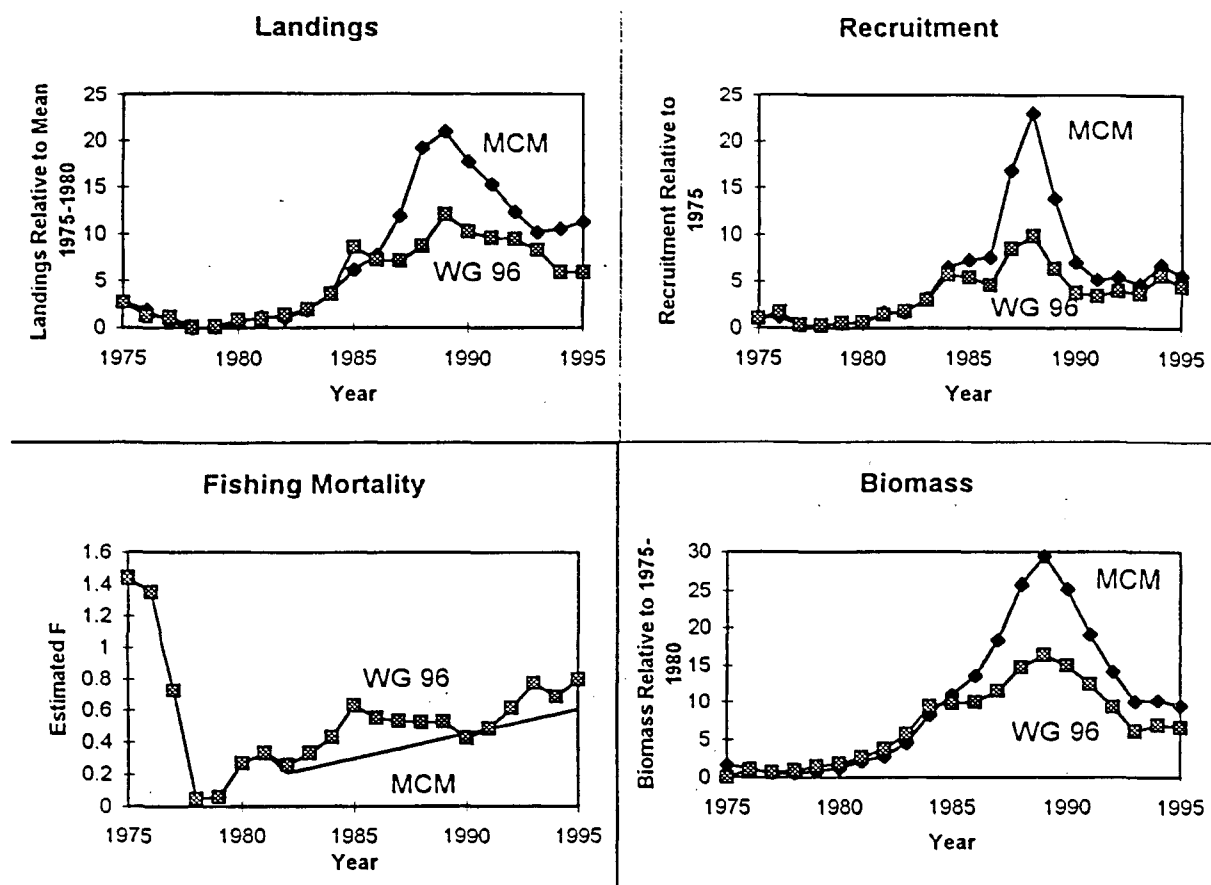 Landings
Landings Relative to Mean
1975-1980
25
20
15
10
5
0
MCM
WG 96
1975
1980
1985
1990
1995
Year
Recruitment
Recruitment Relative to
1975
25
20
15
10
5
0
MCM
WG 96
1975
1980
1985
1990
1995
Year
Fishing Mortality
Estimated F
1.6
1.4
1.2
1
0.8
0.6
0.4
0.2
0
WG 96
MCM
1975
1980
1985
1990
1995
Year
Biomass
Biomass Relative to 1975-
1980
30
25
20
15
10
5
0
MCM
WG 96
1975
1980
1985
1990
1995
Year